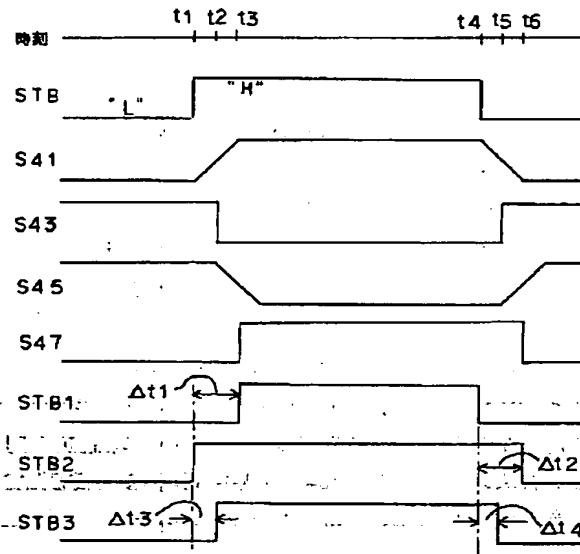 t1 t2 t3 t4 t5 t6
時刻
STB "L" "H"
S41
S43
S45
S47
Δt1
STB1
STB2 Δt2
STB3 Δt3 Δt4